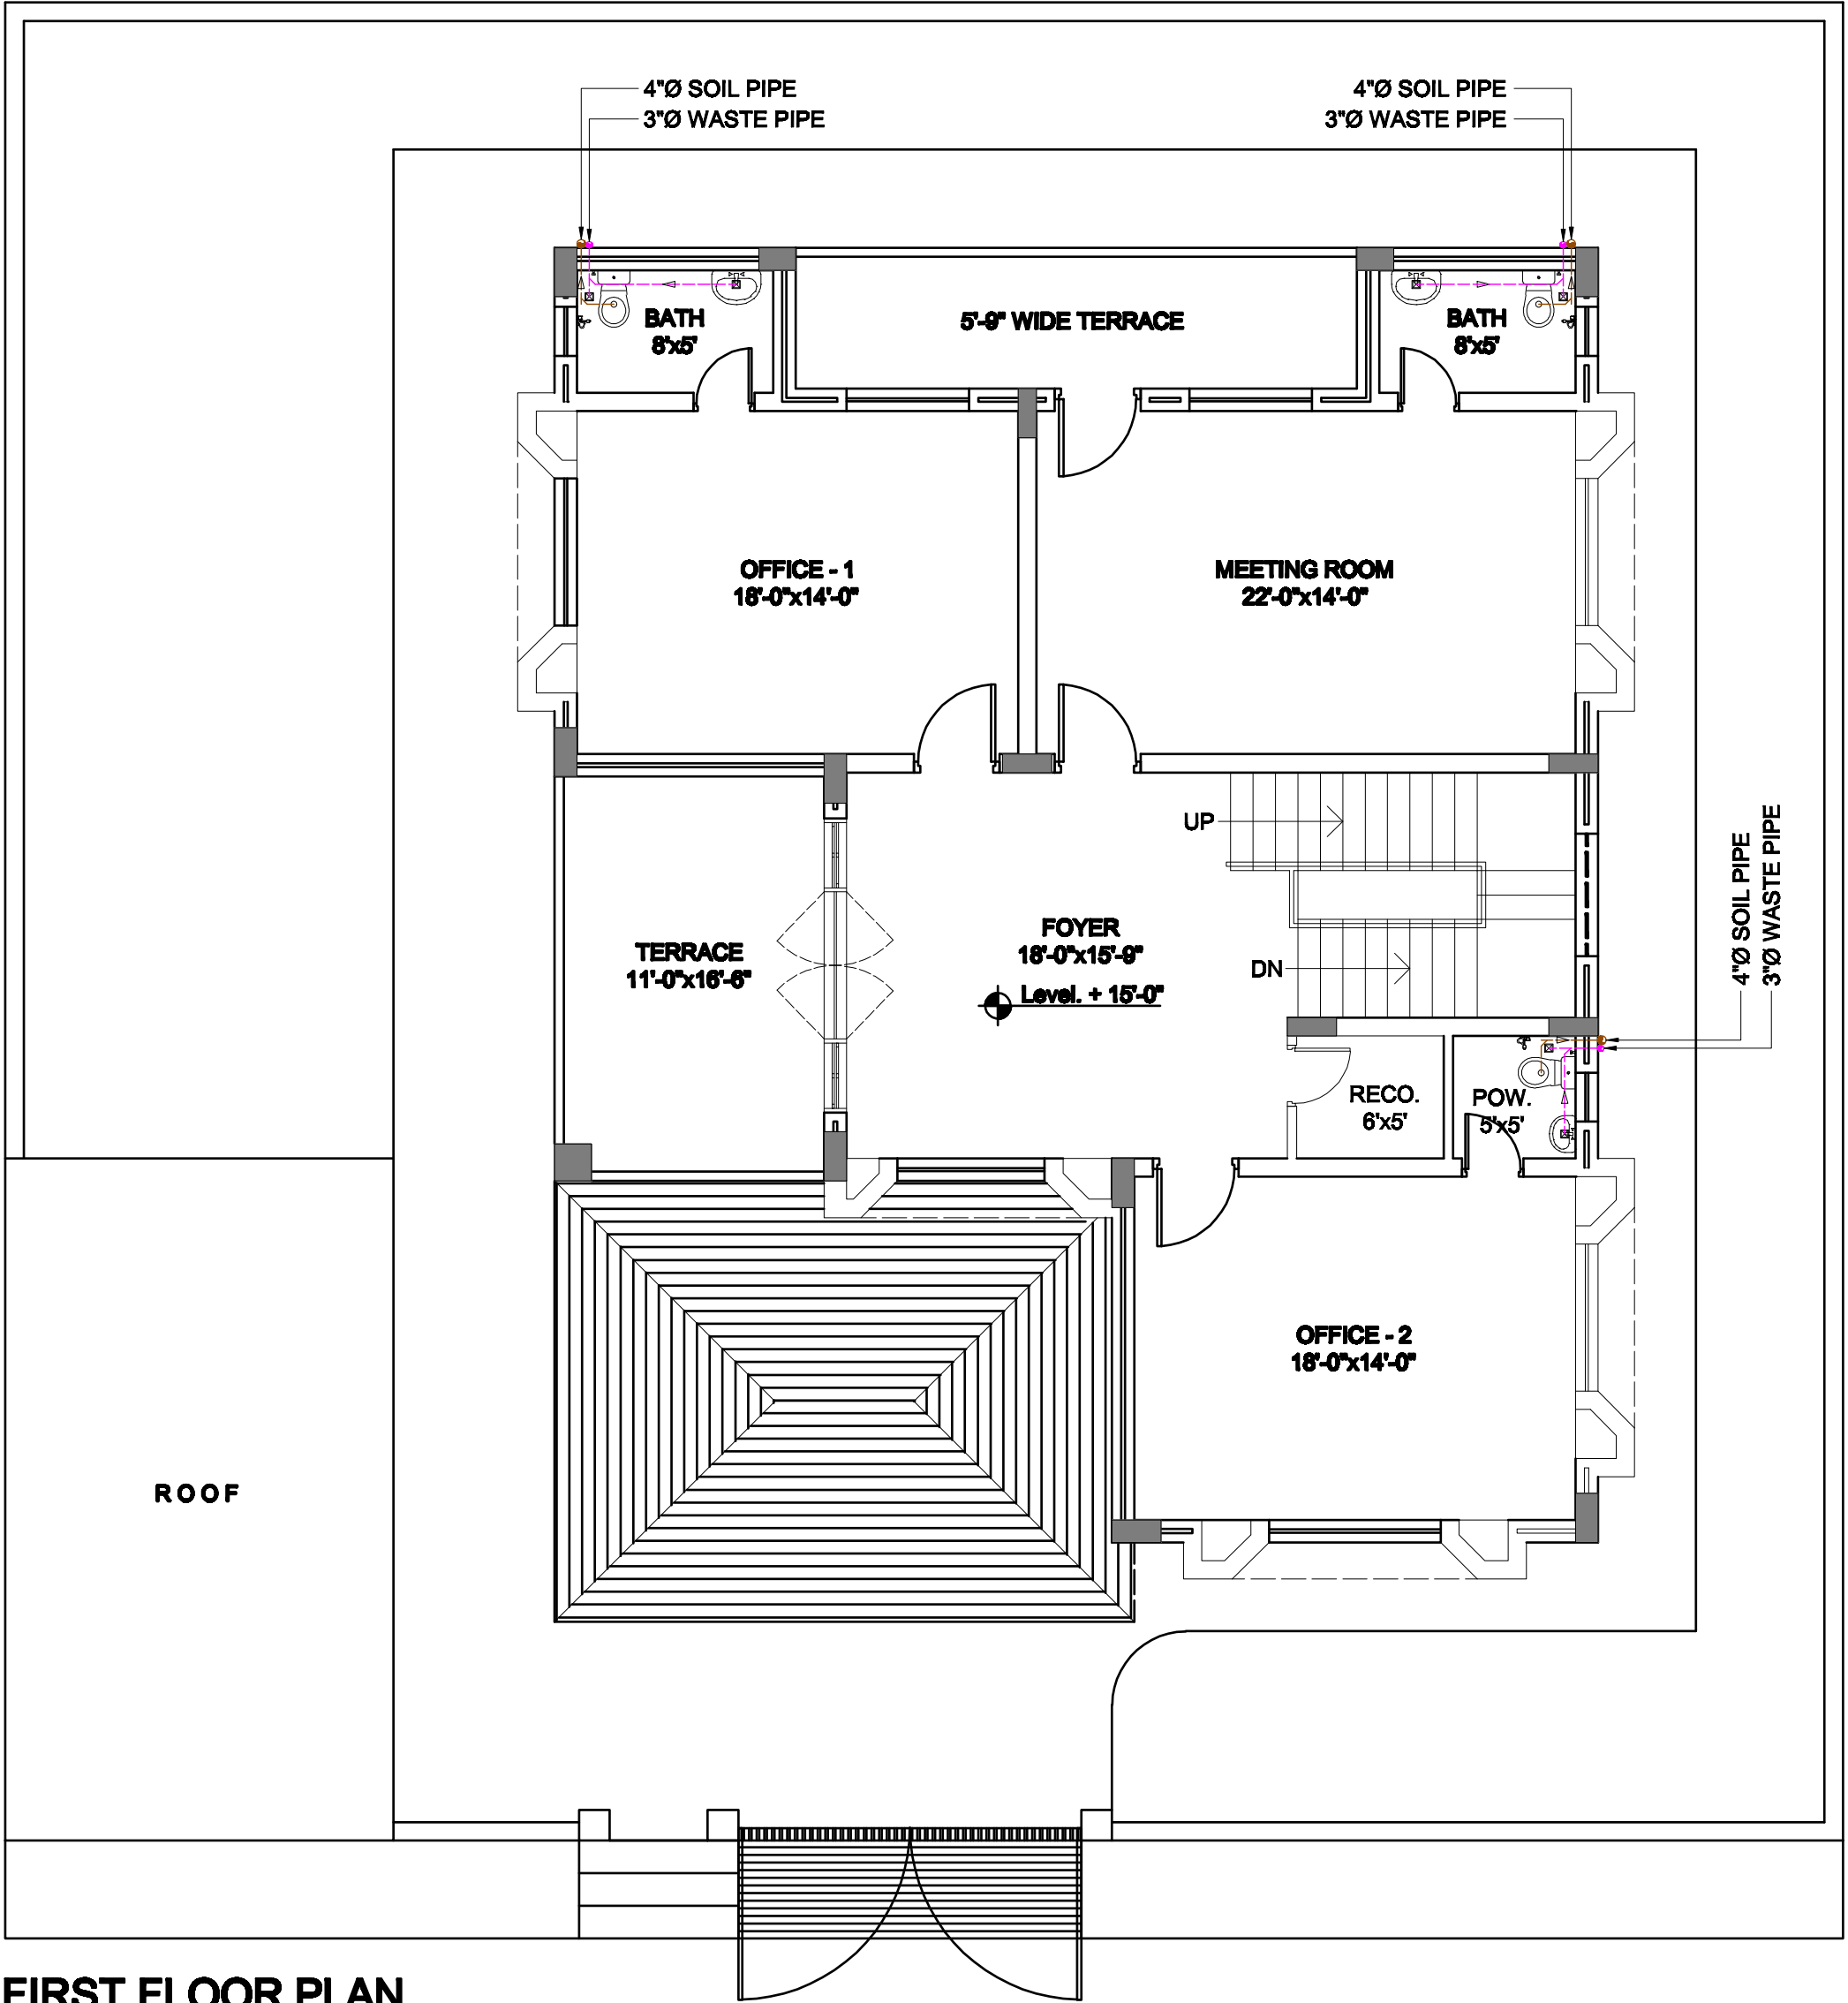 4"Ø SOIL PIPE
3"Ø WASTE PIPE
4"Ø SOIL PIPE
3"Ø WASTE PIPE
BATH
8'x5'
5'-9" WIDE TERRACE
BATH
8'x5'
OFFICE - 1
18'-0"x14'-0"
MEETING ROOM
22'-0"x14'-0"
UP
4"Ø SOIL PIPE
3"Ø WASTE PIPE
TERRACE
11'-0"x16'-6"
FOYER
18'-0"x15'-9"
Level. + 15'-0"
DN
RECO.
6'x5'
POW.
5'x5'
OFFICE - 2
18'-0"x14'-0"
ROOF
FIRST FLOOR PLAN